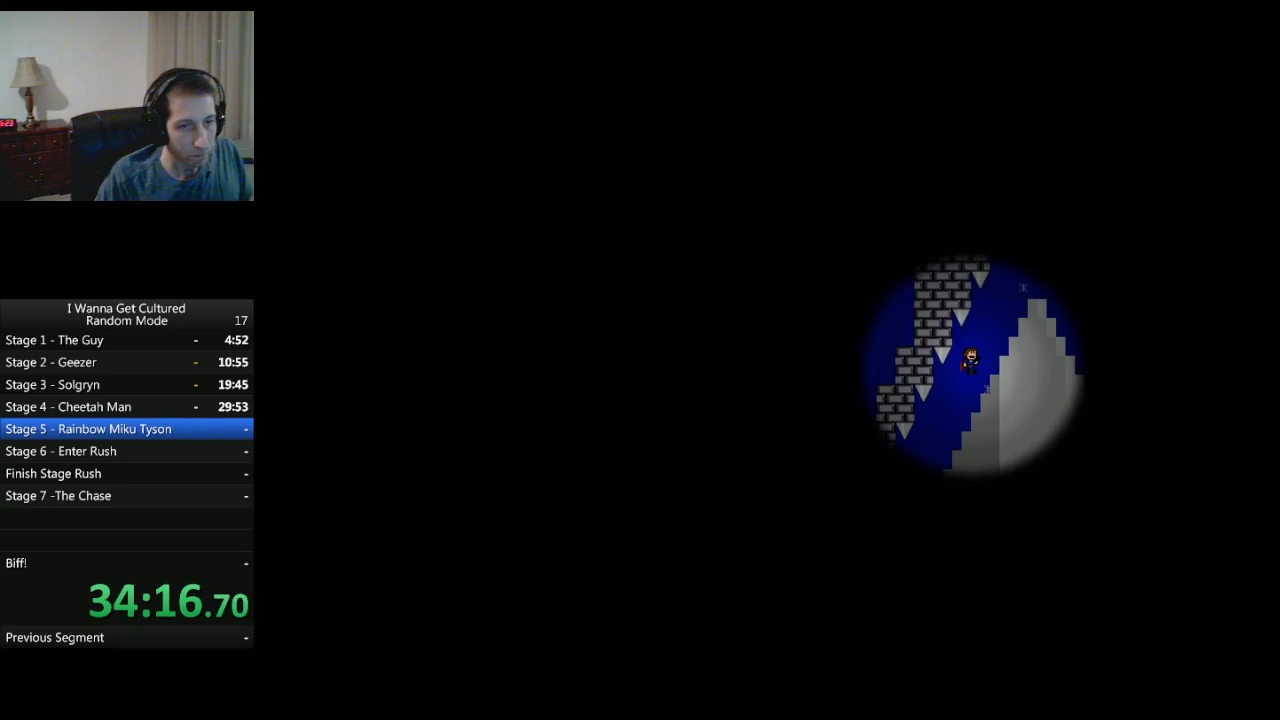 I Wanna Get Cultured
Random Mode 17
Stage 1 - The Guy - 4:52
Stage 2 - Geezer - 10:55
Stage 3 - Solgryn - 19:45
Stage 4 - Cheetah Man - 29:53
Stage 5 - Rainbow Miku Tyson -
Stage 6 - Enter Rush -
Finish Stage Rush -
Stage 7 -The Chase -
Biff! -
34:16.70
Previous Segment -